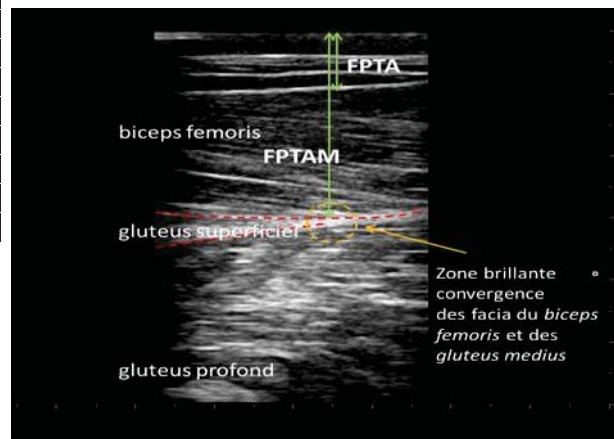 FPTA
biceps femoris
FPTAM
gluteus superficier
Zone brillante
convergence
des facia du biceps
femoris et des
gluteus medius
gluteus profond